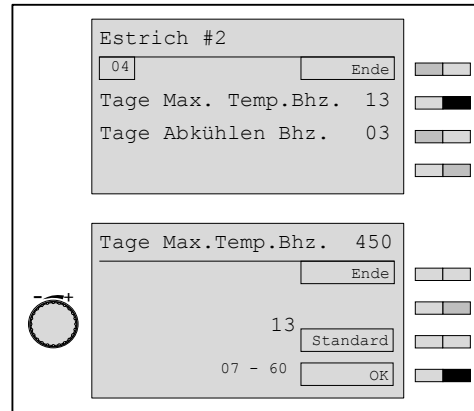 Estrich #2
04 Ende
Tage Max. Temp.Bhz. 13
Tage Abkühlen Bhz. 03
Tage Max.Temp.Bhz. 450
Ende
- +
13
Standard
07 - 60 OK